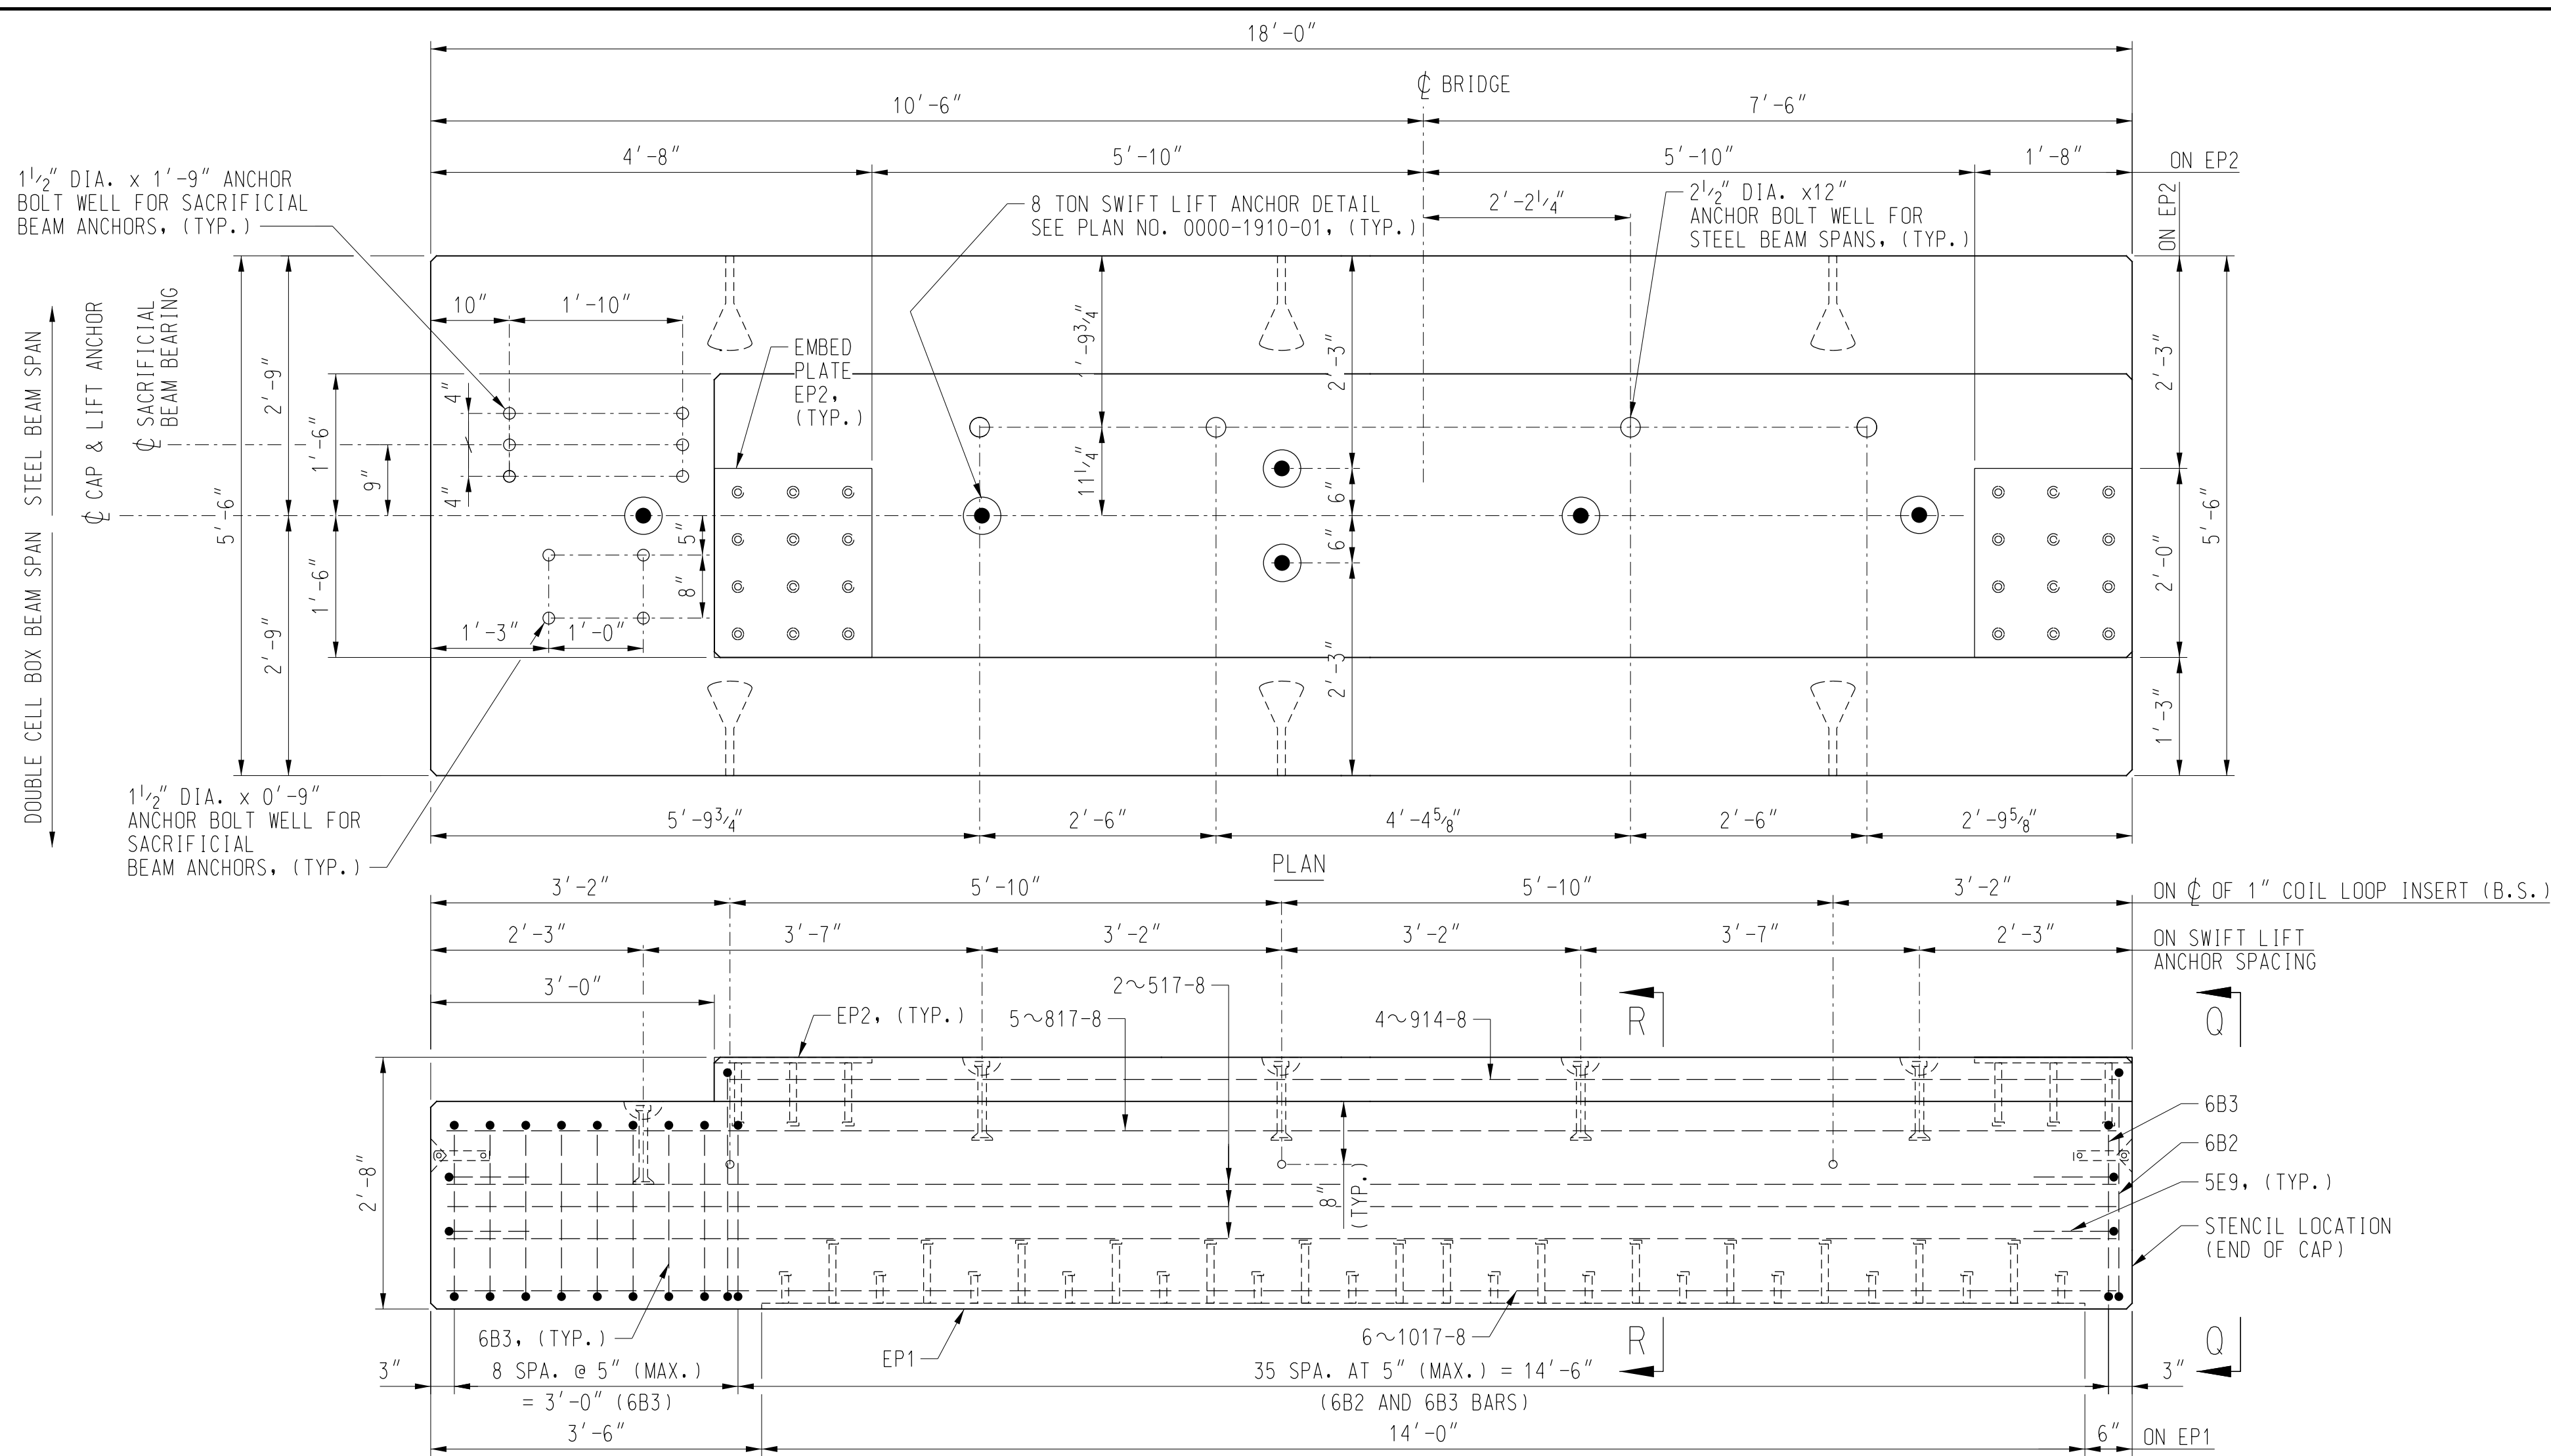 18'-0"
℄ BRIDGE
10'-6"
7'-6"
4'-8"
5'-10"
5'-10"
1'-8"
ON EP2
ON EP2
1½" DIA. x 1'-9" ANCHOR
BOLT WELL FOR SACRIFICIAL
BEAM ANCHORS, (TYP.)
8 TON SWIFT LIFT ANCHOR DETAIL
SEE PLAN NO. 0000-1910-01, (TYP.)
2'-2¼"
2½" DIA. x12"
ANCHOR BOLT WELL FOR
STEEL BEAM SPANS, (TYP.)
STEEL BEAM SPAN
DOUBLE CELL BOX BEAM SPAN
℄ CAP & LIFT ANCHOR
℄ SACRIFICIAL
BEAM BEARING
5'-6"
2'-9"
2'-9"
1'-6"
1'-6"
9"
4"
4"
10"
1'-10"
EMBED
PLATE
EP2,
(TYP.)
5"
8"
1'-3"
1'-0"
1'-9¾"
11¼"
2'-3"
6"
6"
2'-3"
2'-3"
2'-0"
1'-3"
5'-6"
1½" DIA. x 0'-9"
ANCHOR BOLT WELL FOR
SACRIFICIAL
BEAM ANCHORS, (TYP.)
5'-9¾"
2'-6"
4'-4⅝"
2'-6"
2'-9⅝"
PLAN
3'-2"
5'-10"
5'-10"
3'-2"
ON ℄ OF 1" COIL LOOP INSERT (B.S.)
2'-3"
3'-7"
3'-2"
3'-2"
3'-7"
2'-3"
ON SWIFT LIFT
ANCHOR SPACING
3'-0"
2~517-8
EP2, (TYP.)
5~817-8
4~914-8
R
Q
2'-8"
8"
(TYP.)
6B3
6B2
5E9, (TYP.)
STENCIL LOCATION
(END OF CAP)
6B3, (TYP.)
EP1
6~1017-8
R
Q
3"
8 SPA. @ 5" (MAX.)
= 3'-0" (6B3)
35 SPA. AT 5" (MAX.) = 14'-6"
(6B2 AND 6B3 BARS)
3"
3'-6"
14'-0"
6"
ON EP1